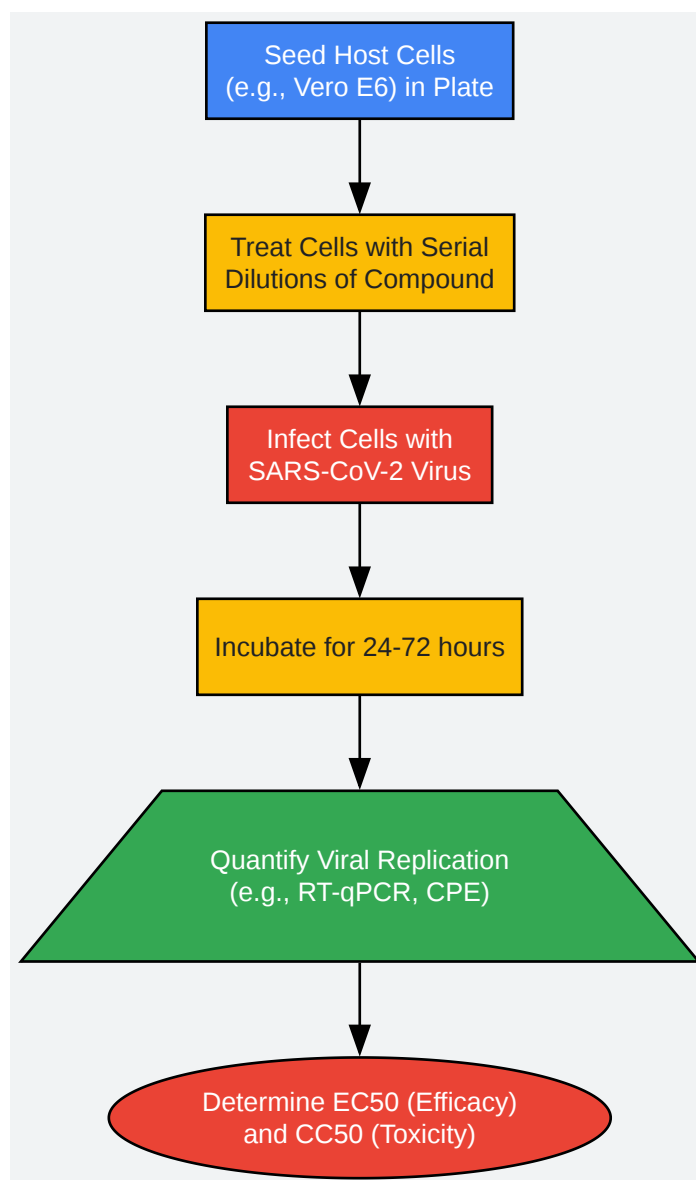 Seed Host Cells
(e.g., Vero E6) in Plate
Treat Cells with Serial
Dilutions of Compound
Infect Cells with
SARS-CoV-2 Virus
Incubate for 24-72 hours
Quantify Viral Replication
(e.g., RT-qPCR, CPE)
Determine EC50 (Efficacy)
and CC50 (Toxicity)